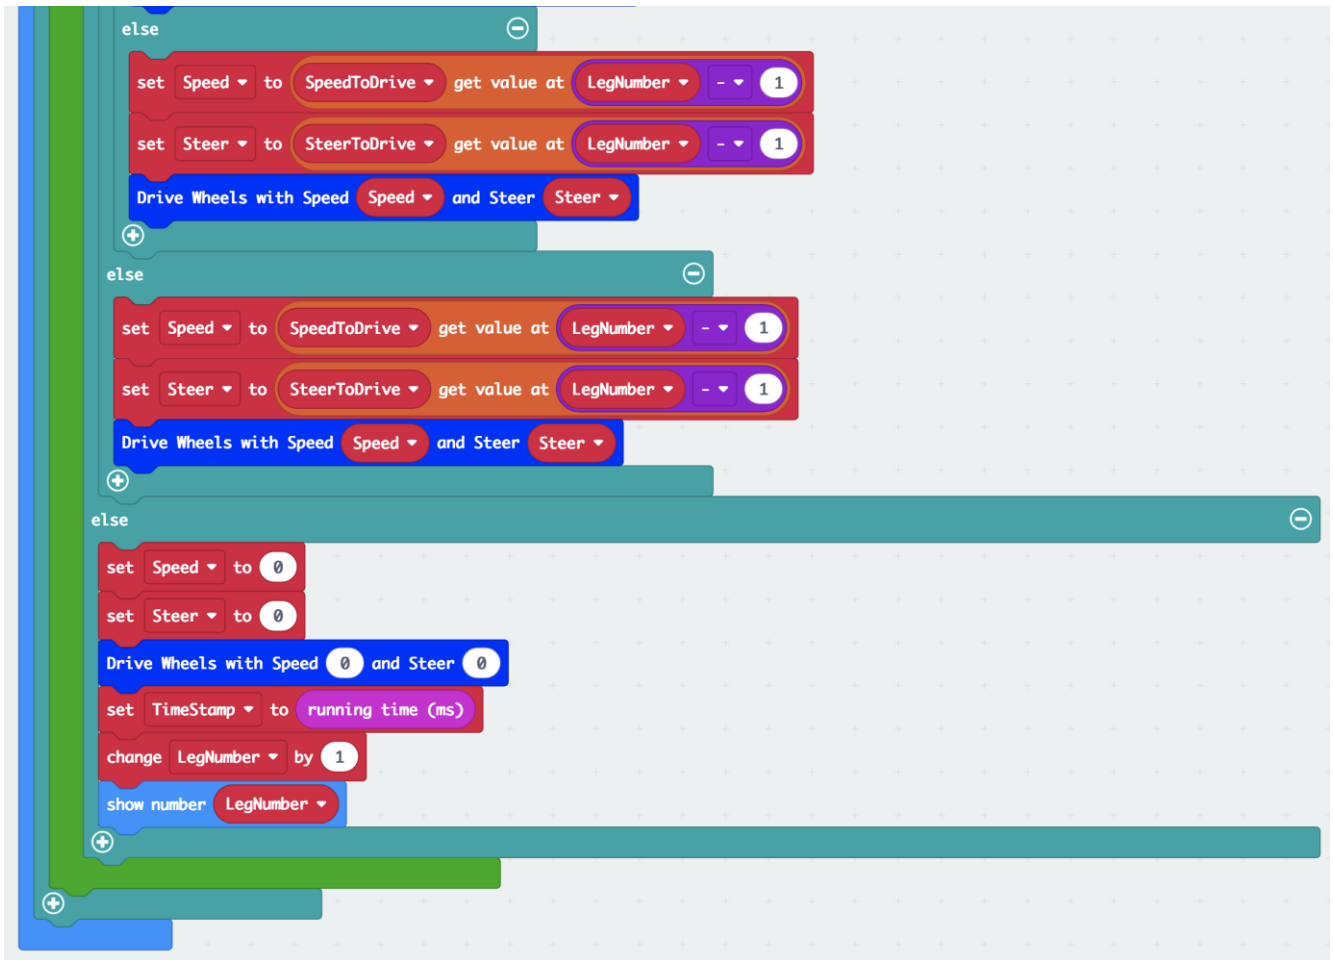 else
set Speed to SpeedToDrive get value at LegNumber - 1
set Steer to SteerToDrive get value at LegNumber - 1
Drive Wheels with Speed Speed and Steer Steer
else
set Speed to SpeedToDrive get value at LegNumber - 1
set Steer to SteerToDrive get value at LegNumber - 1
Drive Wheels with Speed Speed and Steer Steer
else
set Speed to 0
set Steer to 0
Drive Wheels with Speed 0 and Steer 0
set TimeStamp to running time (ms)
change LegNumber by 1
show number LegNumber